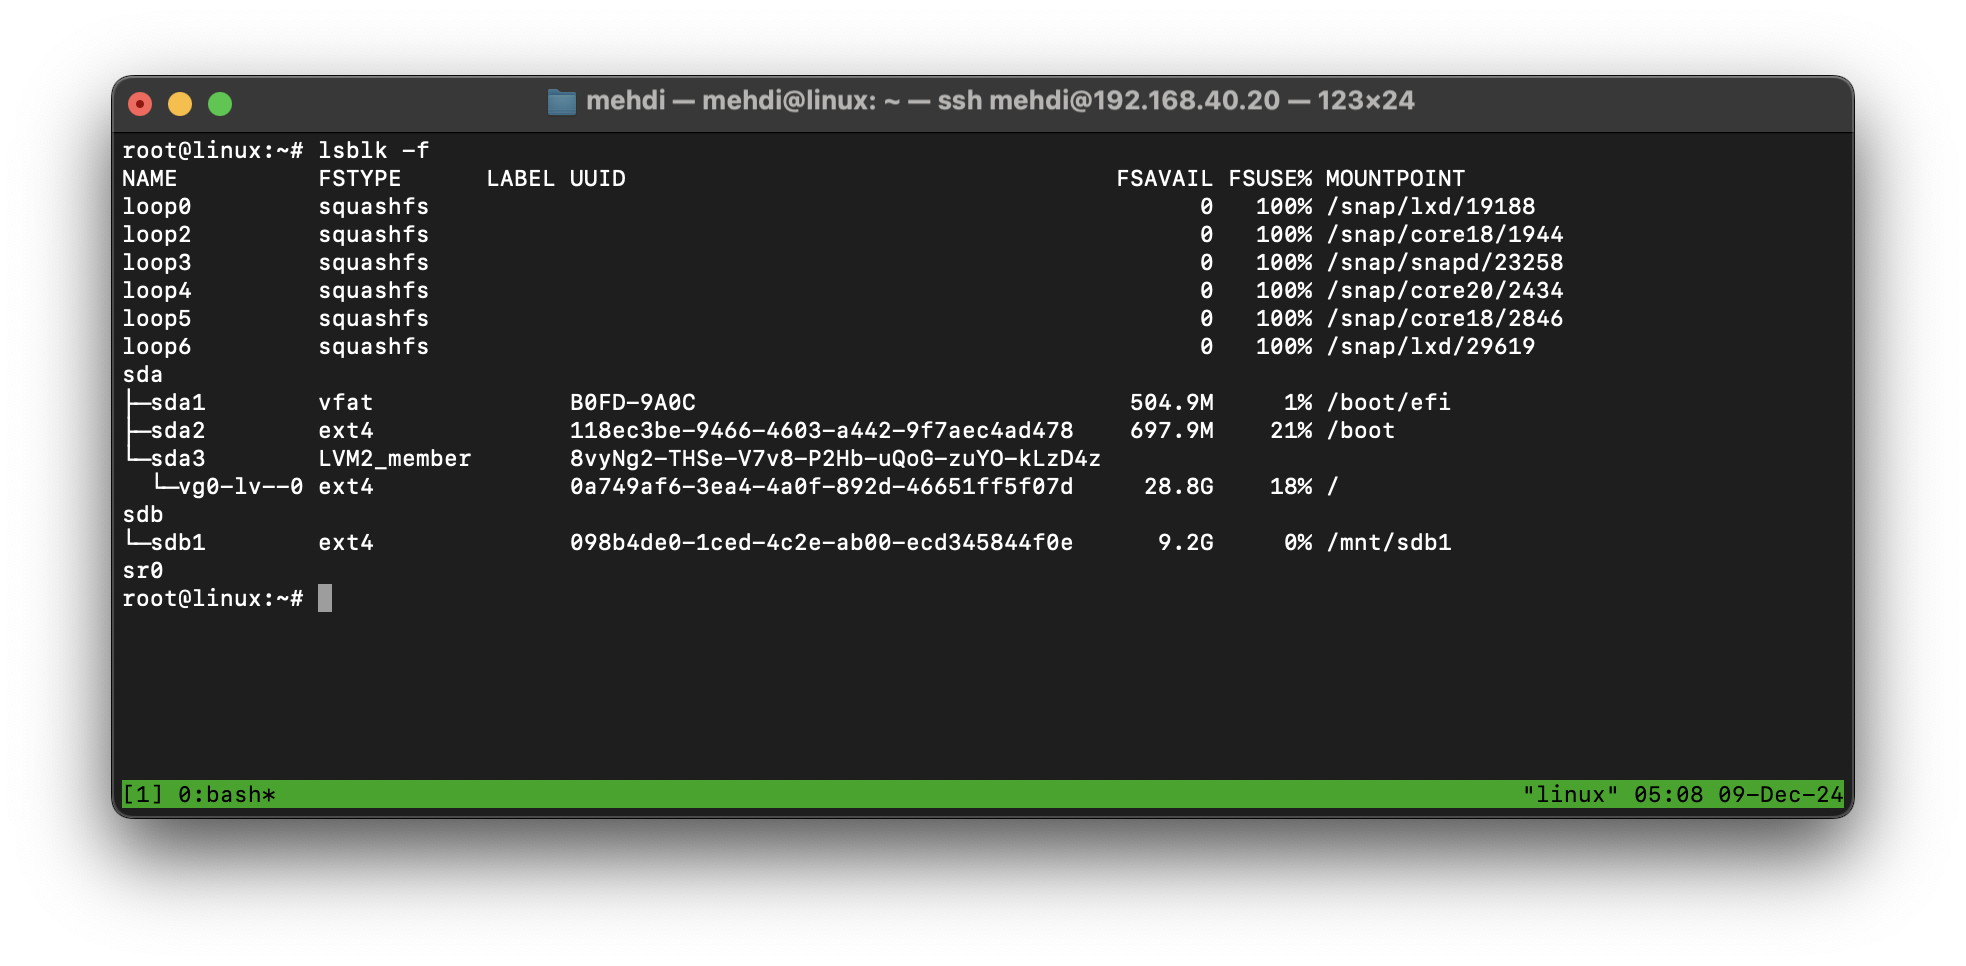 mehdi — mehdi@linux: ~ — ssh mehdi@192.168.40.20 — 123×24
root@linux:~# lsblk -f
NAME          FSTYPE      LABEL UUID                                   FSAVAIL FSUSE% MOUNTPOINT
loop0         squashfs                                                       0   100% /snap/lxd/19188
loop2         squashfs                                                       0   100% /snap/core18/1944
loop3         squashfs                                                       0   100% /snap/snapd/23258
loop4         squashfs                                                       0   100% /snap/core20/2434
loop5         squashfs                                                       0   100% /snap/core18/2846
loop6         squashfs                                                       0   100% /snap/lxd/29619
sda
├─sda1        vfat              B0FD-9A0C                               504.9M     1% /boot/efi
├─sda2        ext4              118ec3be-9466-4603-a442-9f7aec4ad478    697.9M    21% /boot
└─sda3        LVM2_member       8vyNg2-THSe-V7v8-P2Hb-uQoG-zuYO-kLzD4z
  └─vg0-lv--0 ext4              0a749af6-3ea4-4a0f-892d-46651ff5f07d     28.8G    18% /
sdb
└─sdb1        ext4              098b4de0-1ced-4c2e-ab00-ecd345844f0e      9.2G     0% /mnt/sdb1
sr0
root@linux:~#
[1] 0:bash* "linux" 05:08 09-Dec-24